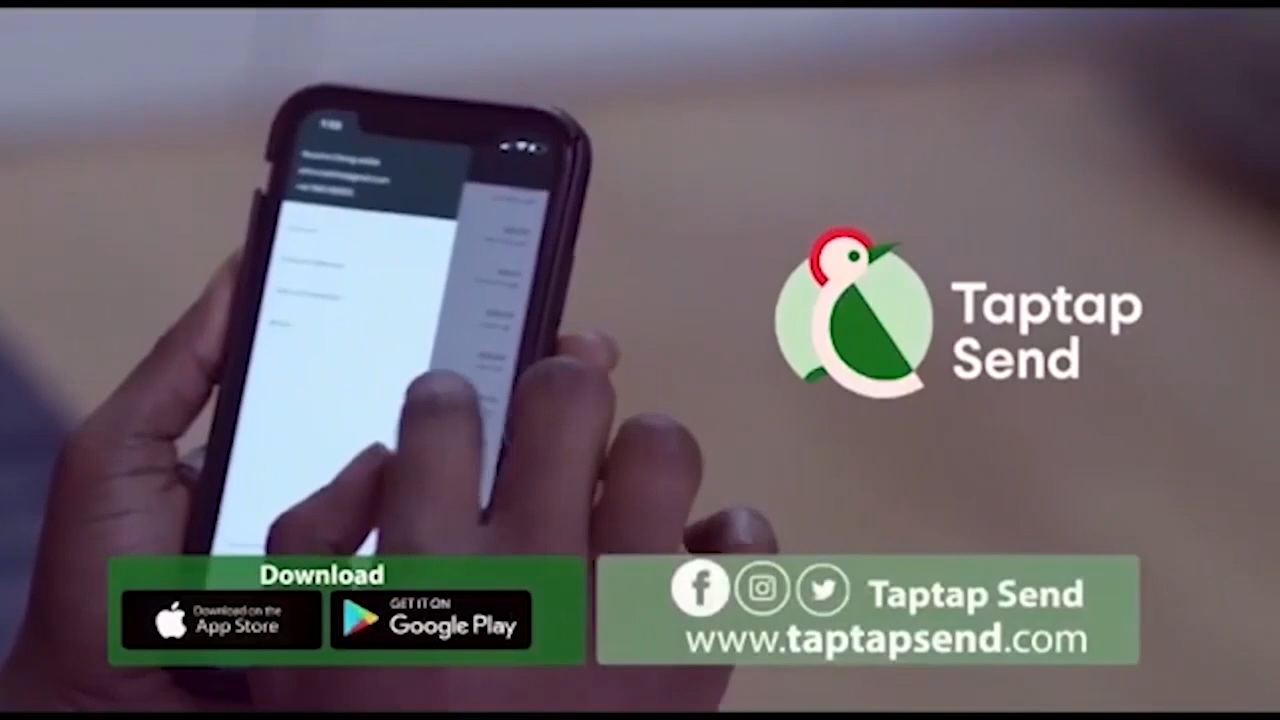 Taptap
Send
Download
Download on the
App Store
GET IT ON
Google Play
Taptap Send
www.taptapsend.com